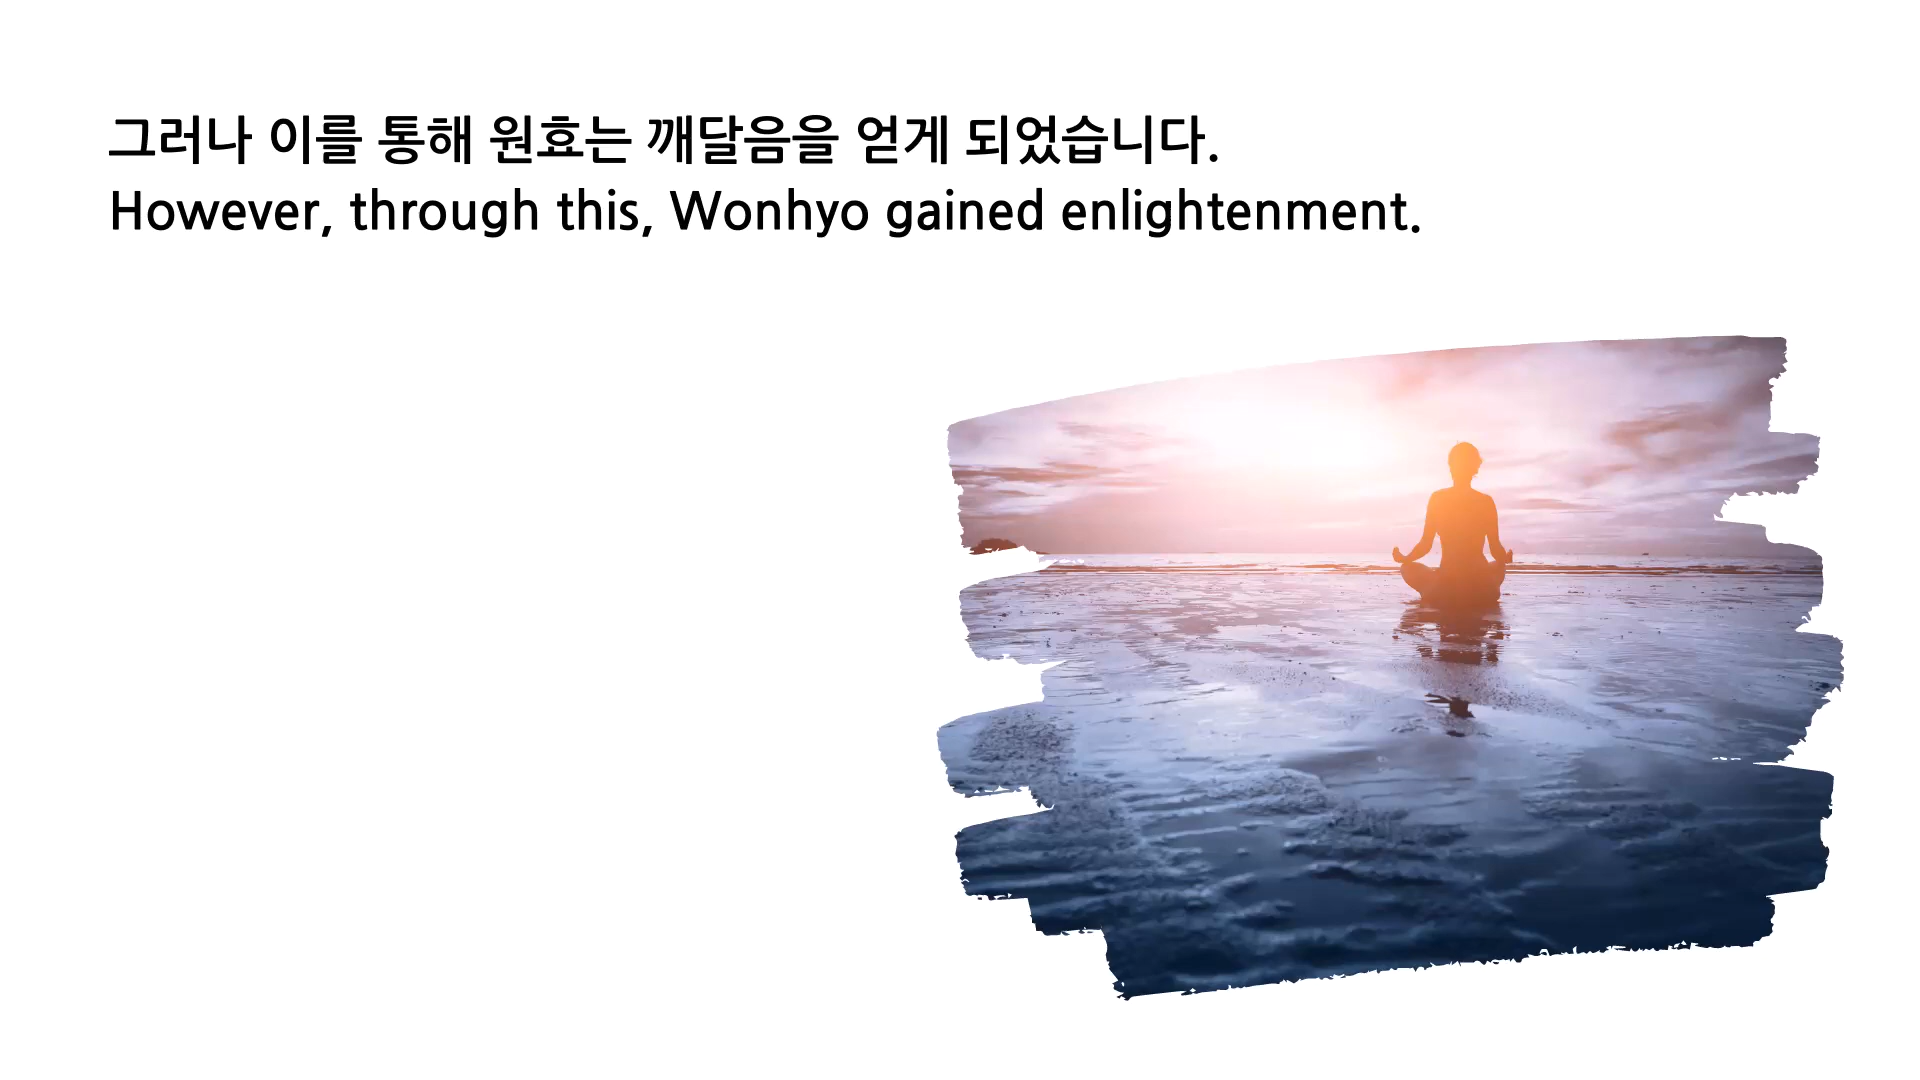 그러나 이를 통해 원효는 깨달음을 얻게 되었습니다.
However, through this, Wonhyo gained enlightenment.